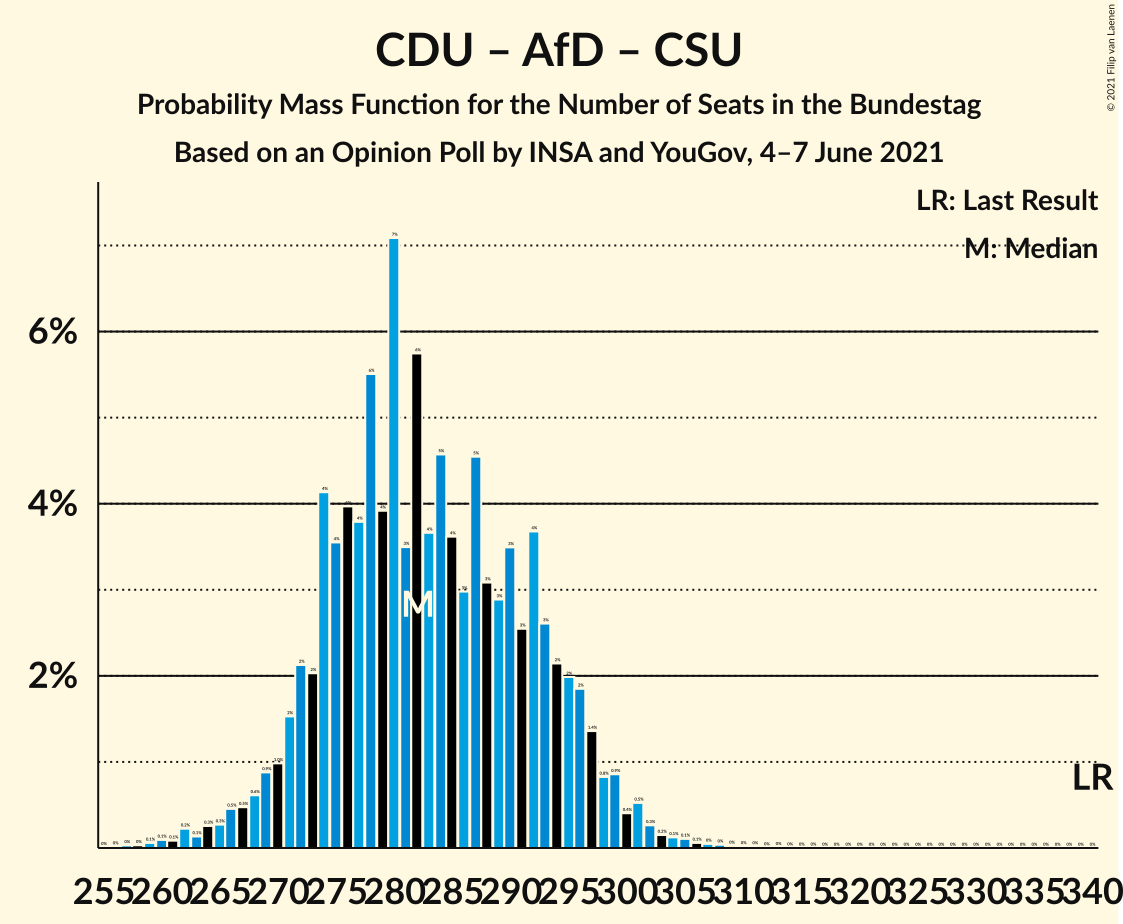 CDU – AfD – CSU
Probability Mass Function for the Number of Seats in the Bundestag
Based on an Opinion Poll by INSA and YouGov, 4–7 June 2021
© 2021 Filip van Laenen
LR: Last Result
M: Median
6%
4%
2%
M
LR
255 260 265 270 275 280 285 290 295 300 305 310 315 320 325 330 335 340